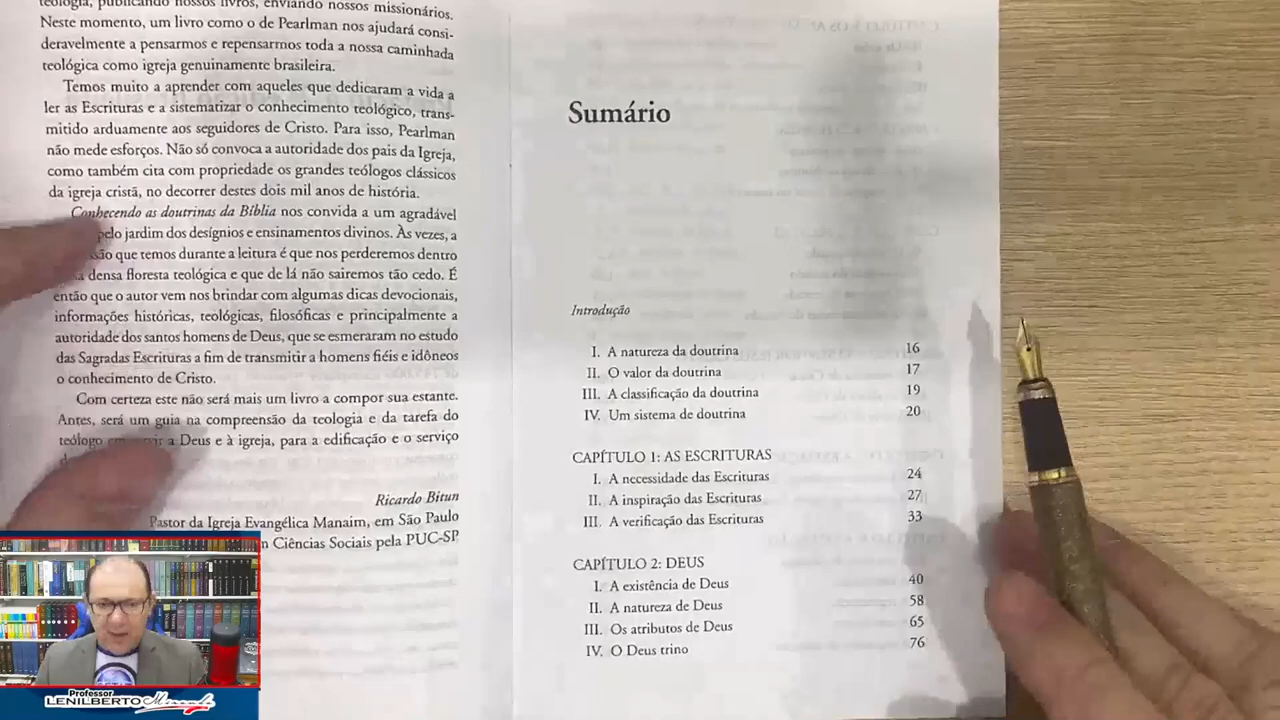 teologia, publicando nossos livros, enviando nossos missionários.
Neste momento, um livro como o de Pearlman nos ajudará consi-
deravelmente a pensarmos e repensarmos toda a nossa caminhada
teológica como igreja genuinamente brasileira.
Temos muito a aprender com aqueles que dedicaram a vida a
ler as Escrituras e a sistematizar o conhecimento teológico, trans-
mitido arduamente aos seguidores de Cristo. Para isso, Pearlman
não mede esforços. Não só convoca a autoridade dos pais da Igreja,
como também cita com propriedade os grandes teólogos clássicos
da igreja cristã, no decorrer destes dois mil anos de história.
Conhecendo as doutrinas da Bíblia nos convida a um agradável
pelo jardim dos desígnios e ensinamentos divinos. Às vezes, a
que temos durante a leitura é que nos perderemos dentro
densa floresta teológica e que de lá não sairemos tão cedo. É
então que o autor vem nos brindar com algumas dicas devocionais,
informações históricas, teológicas, filosóficas e principalmente a
autoridade dos santos homens de Deus, que se esmeraram no estudo
das Sagradas Escrituras a fim de transmitir a homens fiéis e idôneos
o conhecimento de Cristo.
Com certeza este não será mais um livro a compor sua estante.
Antes, será um guia na compreensão da teologia e da tarefa do
teólogo a Deus e à igreja, para a edificação e o serviço
Ricardo Bitun
Pastor da Igreja Evangélica Manaim, em São Paulo
m Ciências Sociais pela PUC-SP
Sumário
Introdução
I. A natureza da doutrina 16
II. O valor da doutrina 17
III. A classificação da doutrina 19
IV. Um sistema de doutrina 20
CAPÍTULO 1: AS ESCRITURAS
I. A necessidade das Escrituras 24
II. A inspiração das Escrituras 27
III. A verificação das Escrituras 33
CAPÍTULO 2: DEUS
I. A existência de Deus 40
II. A natureza de Deus 58
III. Os atributos de Deus 65
IV. O Deus trino 76
Professor
LENILBERTO Miranda